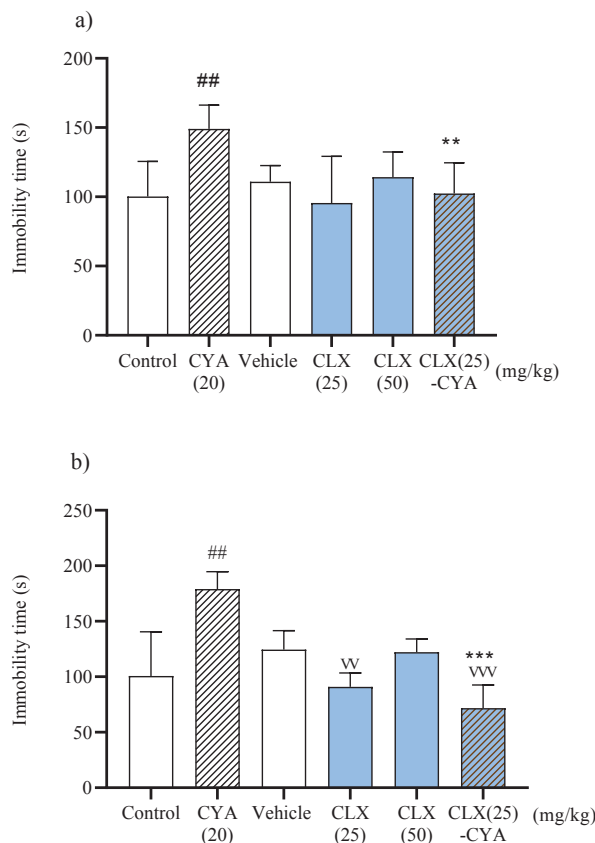 a)
Immobility time (s)
200
150
100
50
0
##
**
Control CYA Vehicle CLX CLX CLX(25) (mg/kg)
(20) (25) (50) -CYA
b)
Immobility time (s)
250
200
150
100
50
0
##
VV
***
VVV
Control CYA Vehicle CLX CLX CLX(25) (mg/kg)
(20) (25) (50) -CYA